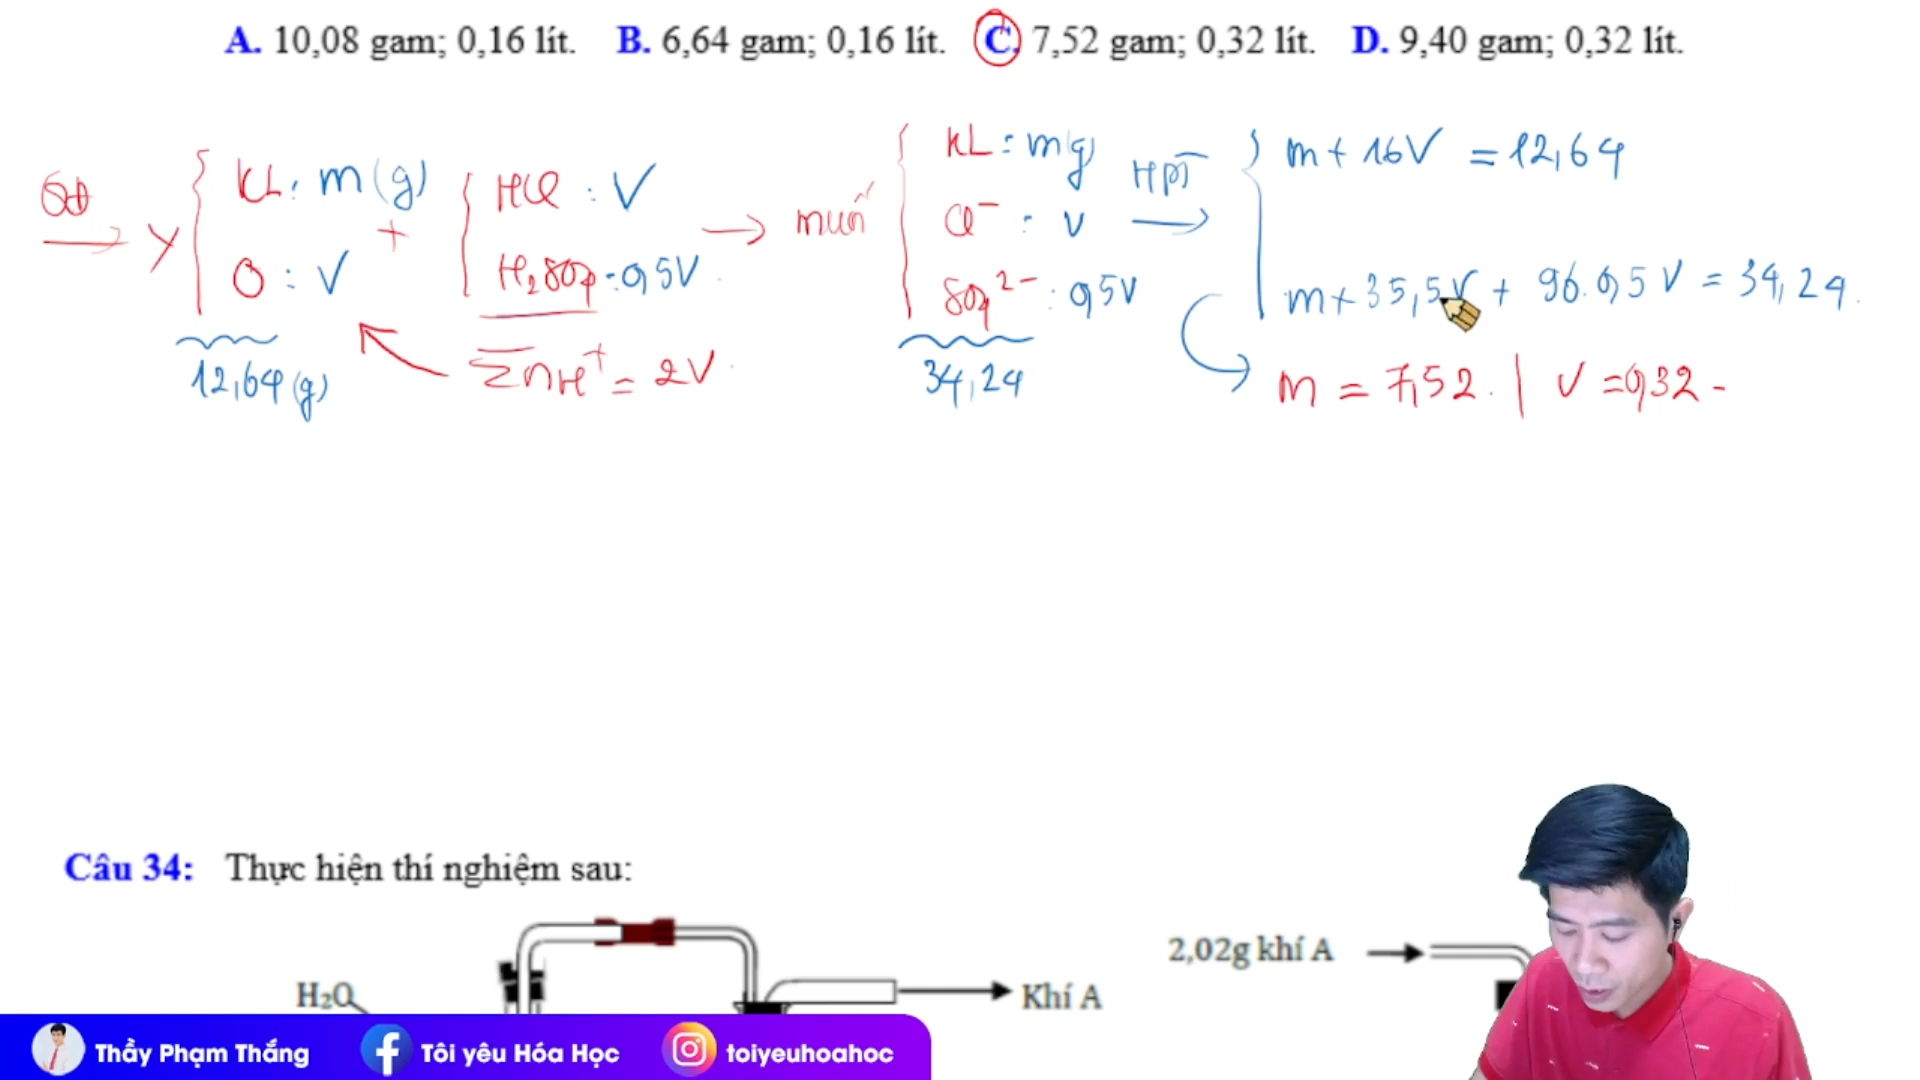 A. 10,08 gam; 0,16 lít. B. 6,64 gam; 0,16 lít. C. 7,52 gam; 0,32 lít. D. 9,40 gam; 0,32 lít.
→ Y { KL: m(g) + { HCl : V → muối { KL : m(g) → { m + 16V = 12,64
O : V H₂SO₄ : 0,5V Cl⁻ : V
SO₄²⁻ : 0,5V m + 35,5V + 96.0,5V = 34,24
12,64(g) Σn H⁺ = 2V 34,24 m = 7,52 | V = 0,32
Câu 34: Thực hiện thí nghiệm sau:
2,02g khí A
H₂O Khí A
Thầy Phạm Thắng Tôi yêu Hóa Học toiyeuhoahoc